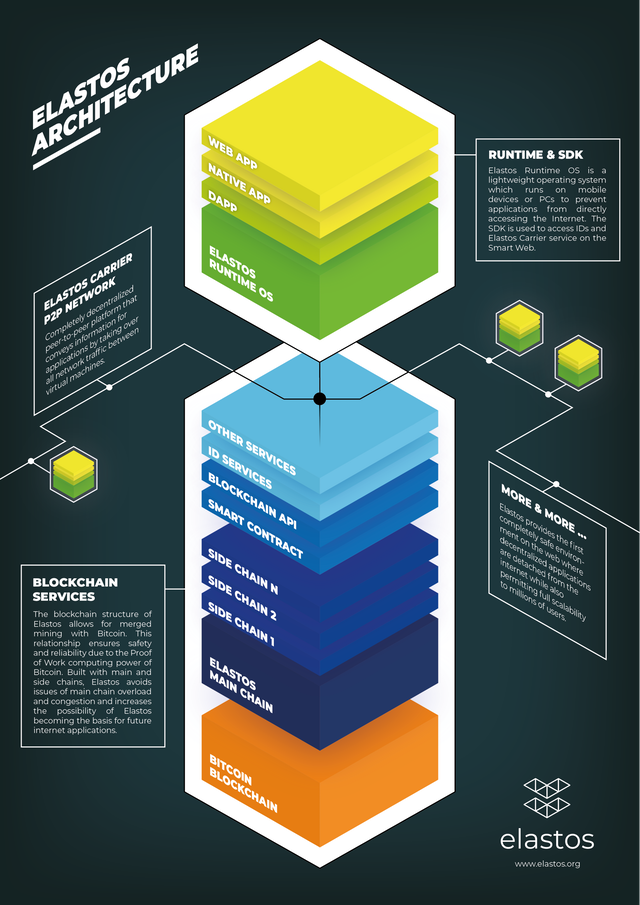 ELASTOS
ARCHITECTURE
WEB APP
NATIVE APP
DAPP
ELASTOS
RUNTIME OS
RUNTIME & SDK
Elastos Runtime OS is a
lightweight operating system
which runs on mobile
devices or PCs to prevent
applications from directly
accessing the Internet. The
SDK is used to access IDs and
Elastos Carrier service on the
Smart Web.
ELASTOS CARRIER
P2P NETWORK
Completely decentralized
peer-to-peer platform that
conveys information for
applications by taking over
all network traffic between
virtual machines.
OTHER SERVICES
ID SERVICES
BLOCKCHAIN API
SMART CONTRACT
SIDE CHAIN N
SIDE CHAIN 2
SIDE CHAIN 1
ELASTOS
MAIN CHAIN
BITCOIN
BLOCKCHAIN
MORE & MORE ...
Elastos provides the first
completely safe environ-
ment on the web where
decentralized applications
are detached from the
internet while also
permitting full scalability
to millions of users.
BLOCKCHAIN
SERVICES
The blockchain structure of
Elastos allows for merged
mining with Bitcoin. This
relationship ensures safety
and reliability due to the Proof
of Work computing power of
Bitcoin. Built with main and
side chains, Elastos avoids
issues of main chain overload
and congestion and increases
the possibility of Elastos
becoming the basis for future
internet applications.
elastos
www.elastos.org